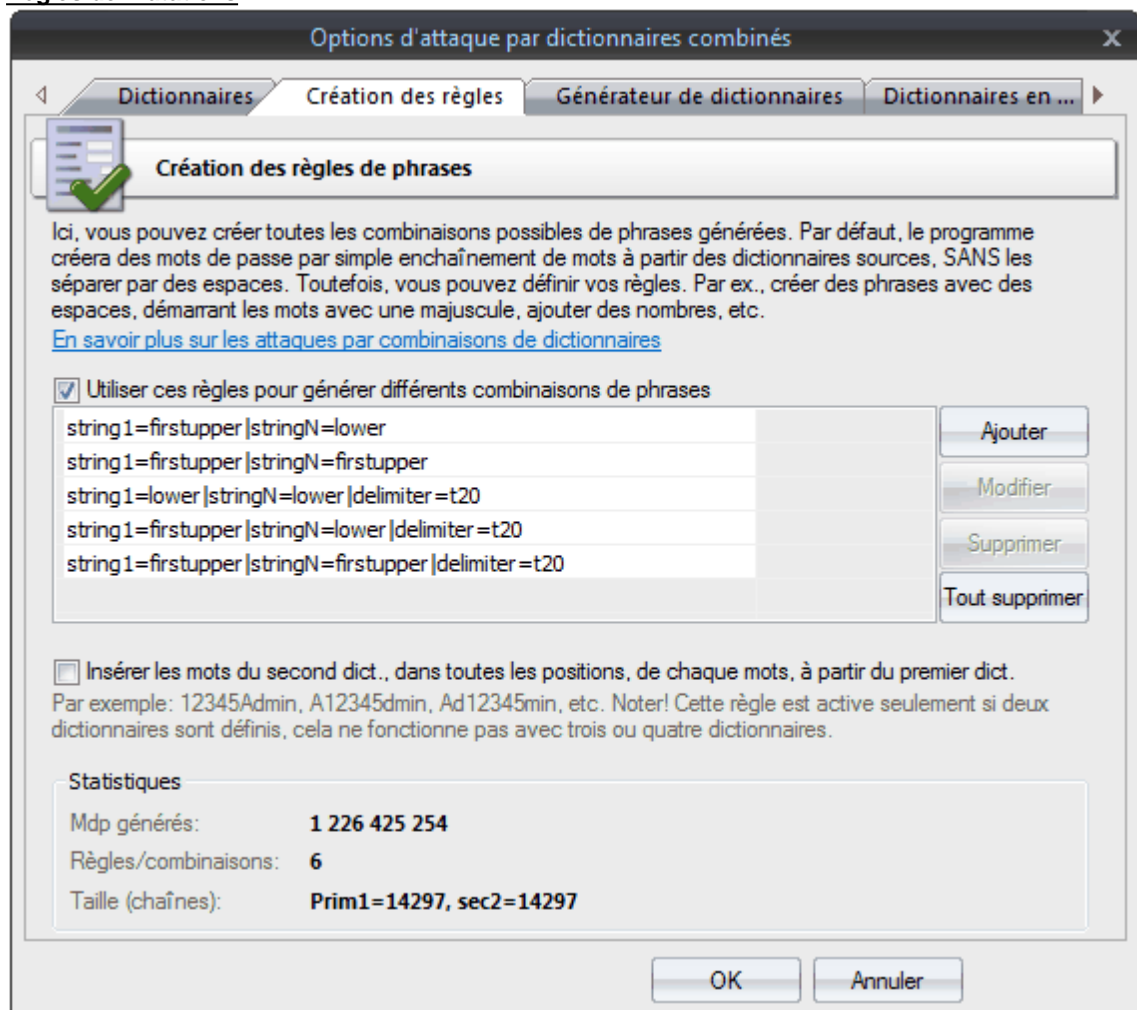 Options d'attaque par dictionnaires combinés
Dictionnaires
Création des règles
Générateur de dictionnaires
Dictionnaires en ...
Création des règles de phrases
Ici, vous pouvez créer toutes les combinaisons possibles de phrases générées. Par défaut, le programme
créera des mots de passe par simple enchaînement de mots à partir des dictionnaires sources, SANS les
séparer par des espaces. Toutefois, vous pouvez définir vos règles. Par ex., créer des phrases avec des
espaces, démarrant les mots avec une majuscule, ajouter des nombres, etc.
En savoir plus sur les attaques par combinaisons de dictionnaires
Utiliser ces règles pour générer différents combinaisons de phrases
string1=firstupper|stringN=lower
string1=firstupper|stringN=firstupper
string1=lower|stringN=lower|delimiter=t20
string1=firstupper|stringN=lower|delimiter=t20
string1=firstupper|stringN=firstupper|delimiter=t20
Ajouter
Modifier
Supprimer
Tout supprimer
Insérer les mots du second dict., dans toutes les positions, de chaque mots, à partir du premier dict.
Par exemple: 12345Admin, A12345dmin, Ad12345min, etc. Noter! Cette règle est active seulement si deux
dictionnaires sont définis, cela ne fonctionne pas avec trois ou quatre dictionnaires.
Statistiques
Mdp générés: 1 226 425 254
Règles/combinaisons: 6
Taille (chaînes): Prim1=14297, sec2=14297
OK
Annuler